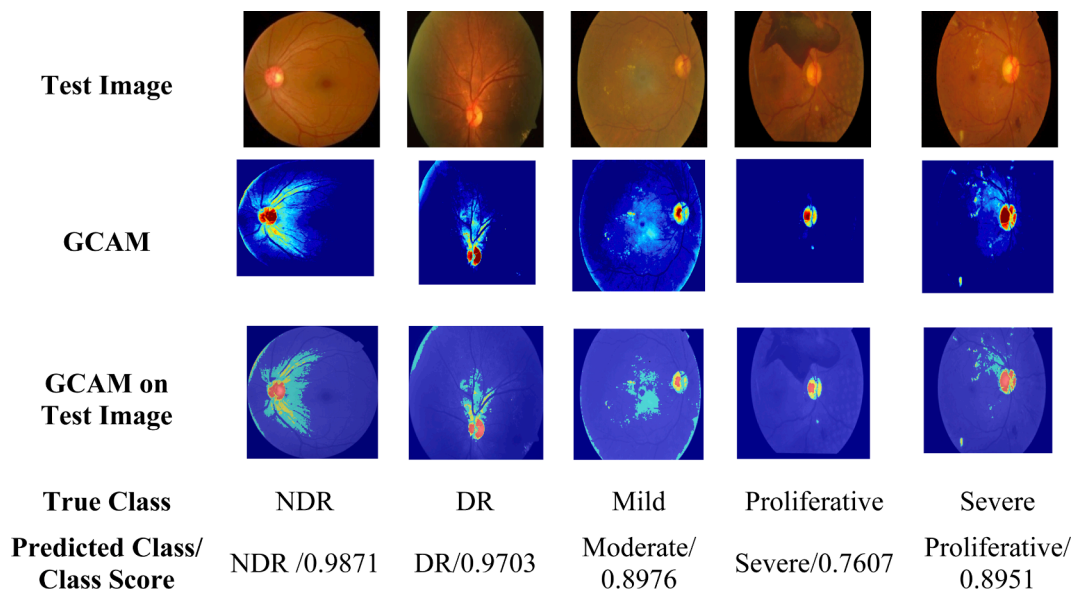 Test Image
GCAM
GCAM on
Test Image
True Class NDR DR Mild Proliferative Severe
Predicted Class/
Class Score
NDR /0.9871
DR/0.9703
Moderate/
0.8976
Severe/0.7607
Proliferative/
0.8951